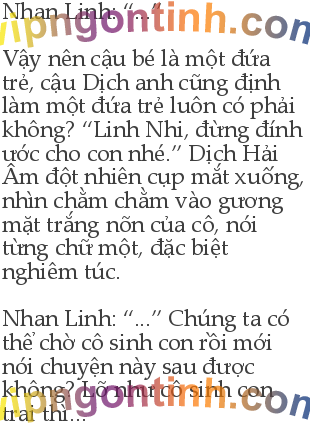 Nhan Linh: “...”
vipngontinh.com
Vậy nên cậu bé là một đứa
trẻ, cậu Dịch anh cũng định
làm một đứa trẻ luôn có phải
không? “Linh Nhi, đừng đính
ước cho con nhé.” Dịch Hải
Âm đột nhiên cụp mắt xuống,
nhìn chằm chằm vào gương
mặt trắng nõn của cô, nói
từng chữ một, đặc biệt
nghiêm túc.
Nhan Linh: “...” Chúng ta có
thể chờ cô sinh con rồi mới
nói chuyện này sau được
không? Lỡ như cô sinh con
trai thì...
vipngontinh.com